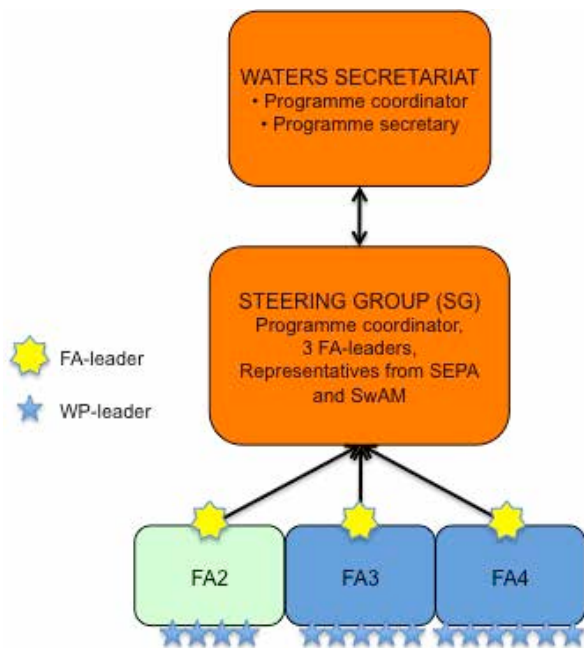 WATERS SECRETARIAT
• Programme coordinator
• Programme secretary
STEERING GROUP (SG)
Programme coordinator,
3 FA-leaders,
Representatives from SEPA
and SwAM
FA-leader
WP-leader
FA2
FA3
FA4